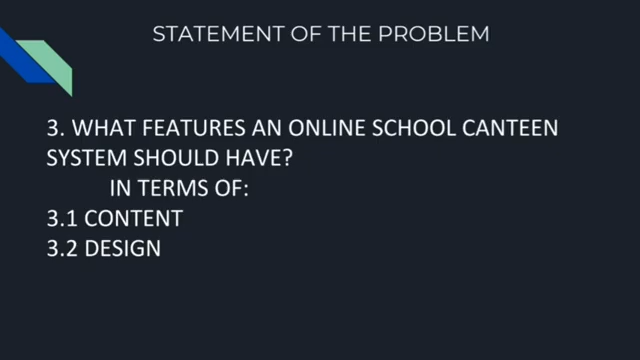 STATEMENT OF THE PROBLEM
3. WHAT FEATURES AN ONLINE SCHOOL CANTEEN
SYSTEM SHOULD HAVE?
IN TERMS OF:
3.1 CONTENT
3.2 DESIGN